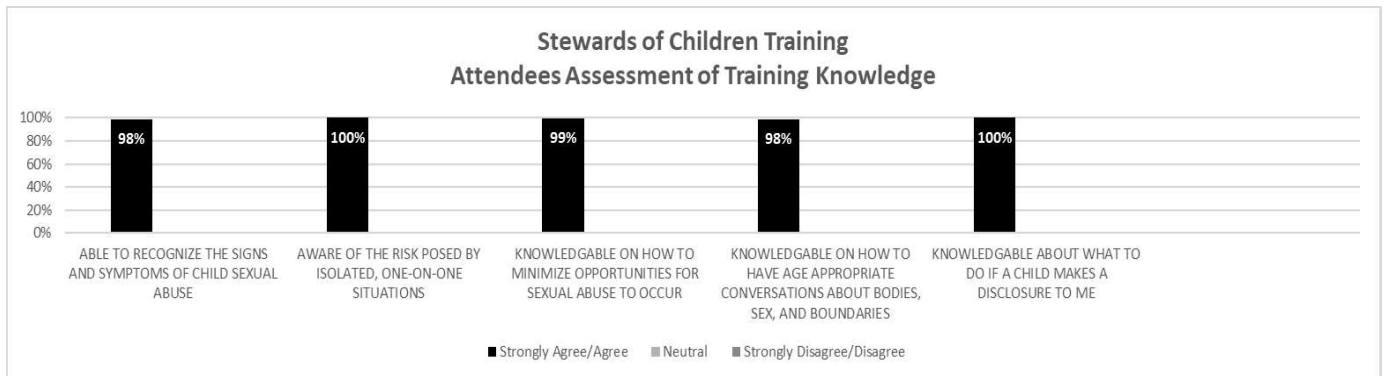 Stewards of Children Training
Attendees Assessment of Training Knowledge
100%
80%
60%
40%
20%
0%
98%
100%
99%
98%
100%
ABLE TO RECOGNIZE THE SIGNS
AND SYMPTOMS OF CHILD SEXUAL
ABUSE
AWARE OF THE RISK POSED BY
ISOLATED, ONE-ON-ONE
SITUATIONS
KNOWLEDGABLE ON HOW TO
MINIMIZE OPPORTUNITIES FOR
SEXUAL ABUSE TO OCCUR
KNOWLEDGABLE ON HOW TO
HAVE AGE APPROPRIATE
CONVERSATIONS ABOUT BODIES,
SEX, AND BOUNDARIES
KNOWLEDGABLE ABOUT WHAT TO
DO IF A CHILD MAKES A
DISCLOSURE TO ME
Strongly Agree/Agree Neutral Strongly Disagree/Disagree